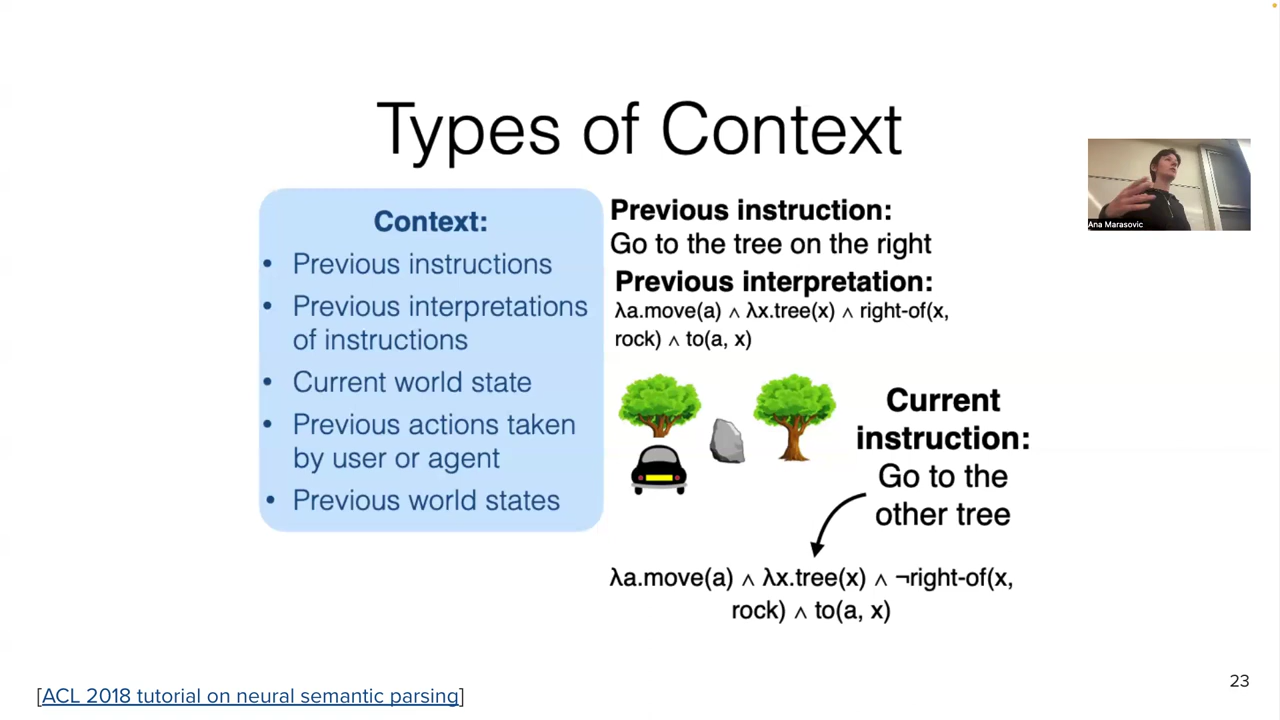 Types of Context
Context:
• Previous instructions
• Previous interpretations
of instructions
• Current world state
• Previous actions taken
by user or agent
• Previous world states
Previous instruction:
Go to the tree on the right
Previous interpretation:
λa.move(a) ∧ λx.tree(x) ∧ right-of(x,
rock) ∧ to(a, x)
Current
instruction:
Go to the
other tree
λa.move(a) ∧ λx.tree(x) ∧ ¬right-of(x,
rock) ∧ to(a, x)
Ana Marasovic
[ACL 2018 tutorial on neural semantic parsing]
23